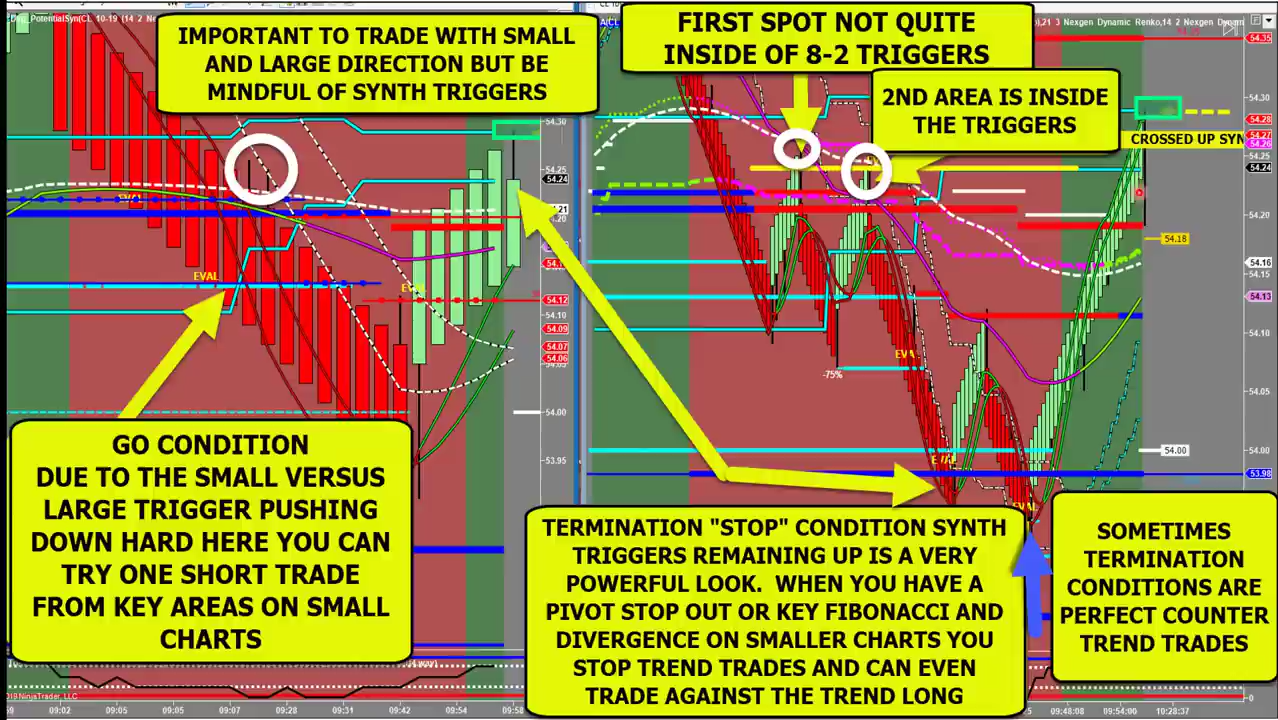 IMPORTANT TO TRADE WITH SMALL
AND LARGE DIRECTION BUT BE
MINDFUL OF SYNTH TRIGGERS
FIRST SPOT NOT QUITE
INSIDE OF 8-2 TRIGGERS
2ND AREA IS INSIDE
THE TRIGGERS
CROSSED UP SYN
54.35
54.30
54.28
54.27
54.26
54.25
54.24
54.20
54.18
54.16
54.15
54.13
54.10
54.05
54.00
54.00
53.98
54.30
54.25
54.24
54.20
54.12
54.10
54.09
54.07
54.06
54.00
53.95
EVAL
-75%
GO CONDITION
DUE TO THE SMALL VERSUS
LARGE TRIGGER PUSHING
DOWN HARD HERE YOU CAN
TRY ONE SHORT TRADE
FROM KEY AREAS ON SMALL
CHARTS
TERMINATION "STOP" CONDITION SYNTH
TRIGGERS REMAINING UP IS A VERY
POWERFUL LOOK. WHEN YOU HAVE A
PIVOT STOP OUT OR KEY FIBONACCI AND
DIVERGENCE ON SMALLER CHARTS YOU
STOP TREND TRADES AND CAN EVEN
TRADE AGAINST THE TREND LONG
SOMETIMES
TERMINATION
CONDITIONS ARE
PERFECT COUNTER
TREND TRADES
09:02 09:05 09:05 09:07 09:28 09:31 09:42 09:54 09:58
09:48:08 09:54:00 10:28:37